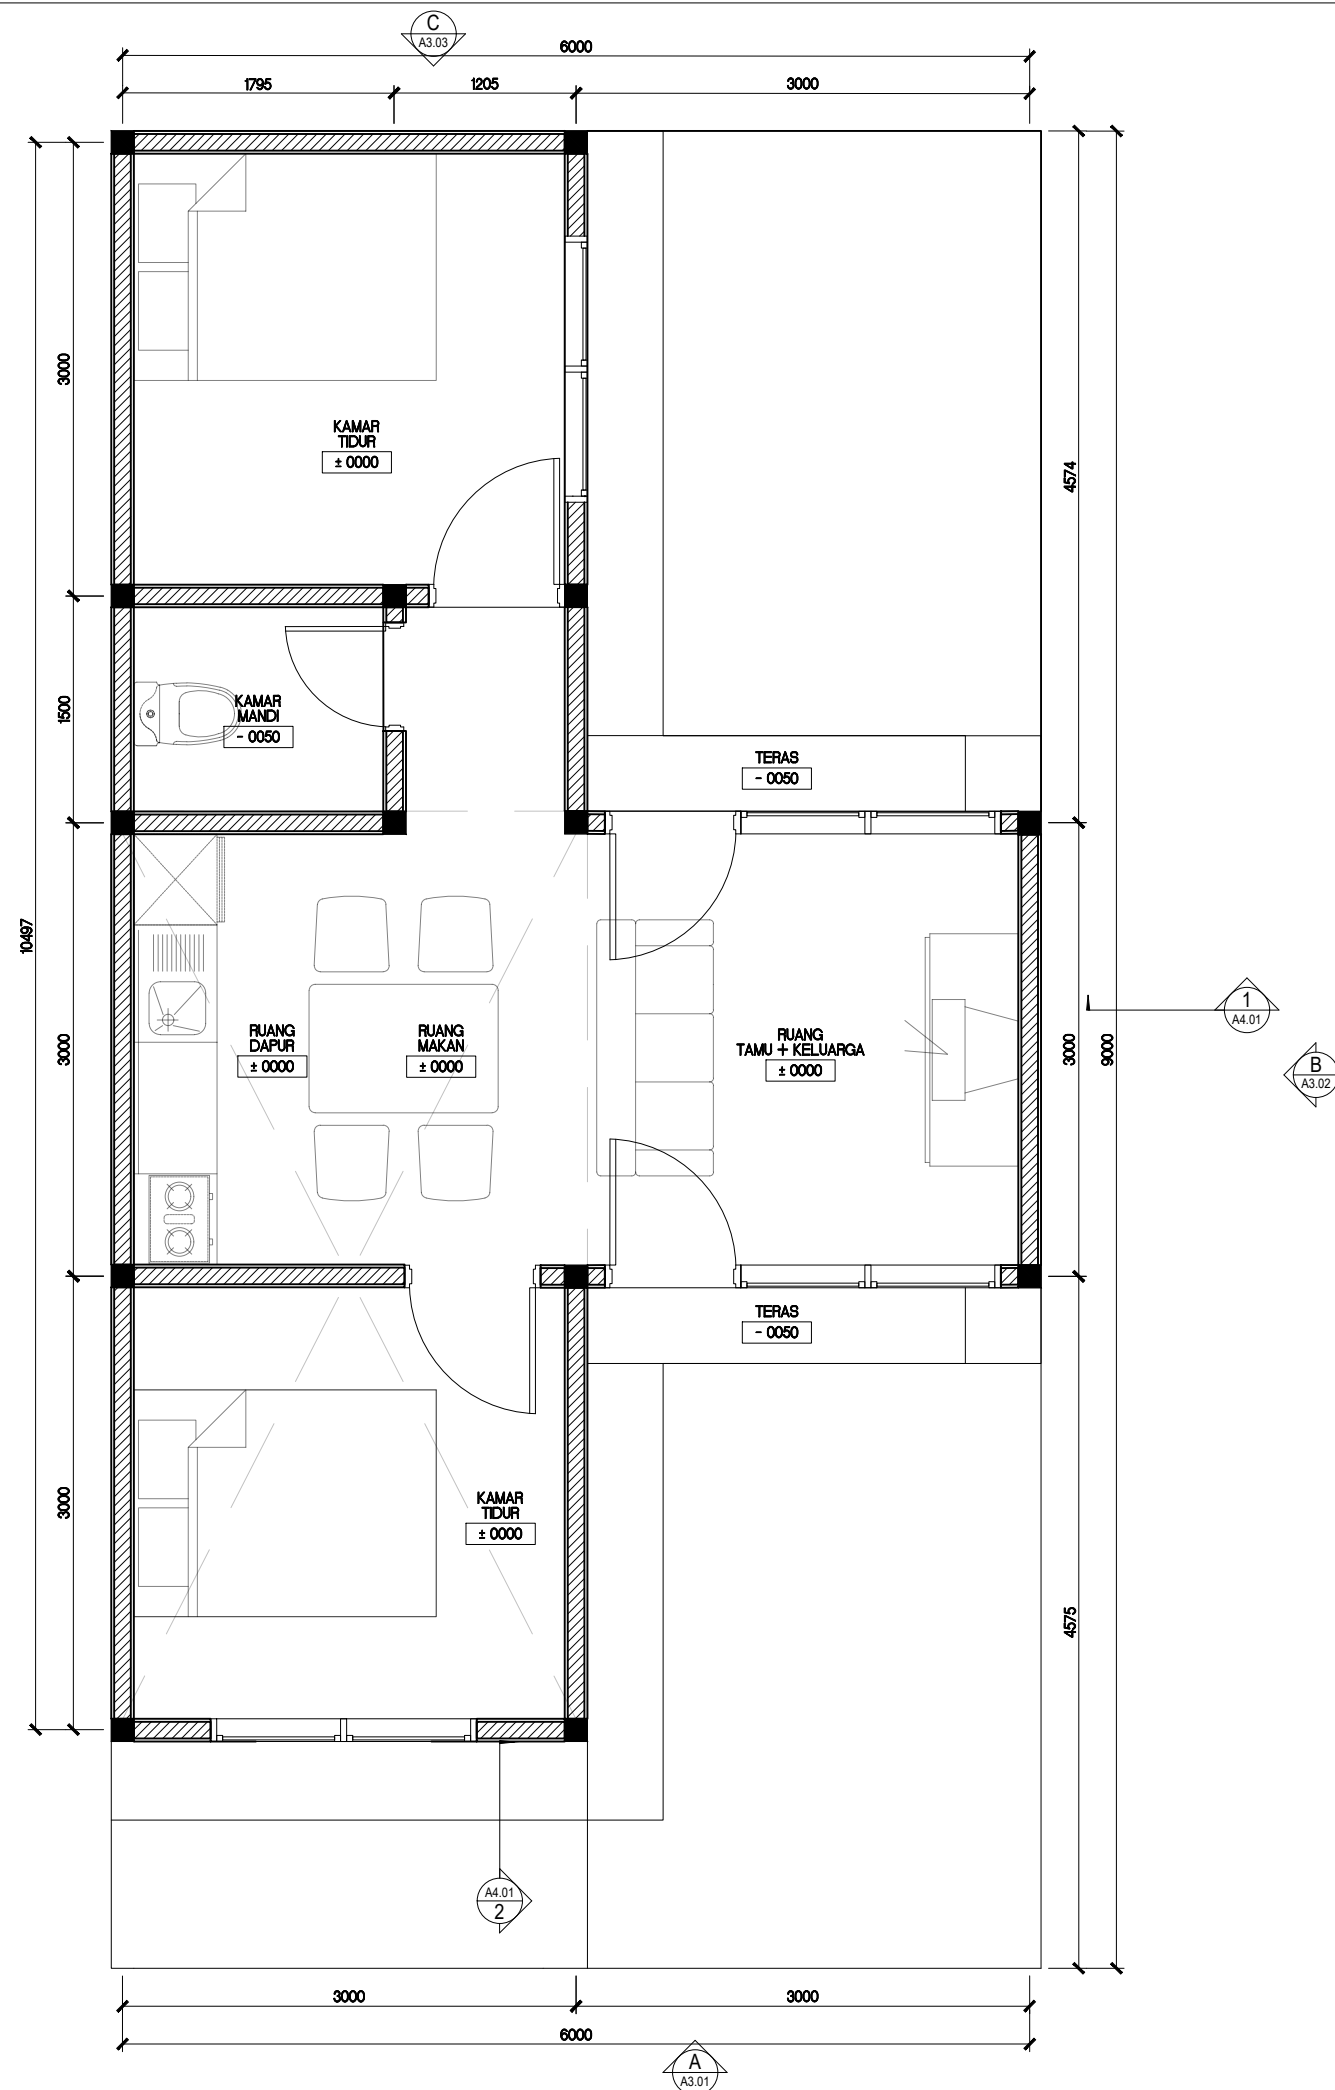 C
A3.03
6000
1795
1205
3000
3000
KAMAR
TIDUR
± 0000
4574
1500
KAMAR
MANDI
- 0050
TERAS
- 0050
10497
3000
RUANG
DAPUR
± 0000
RUANG
MAKAN
± 0000
RUANG
TAMU + KELUARGA
± 0000
3000
9000
1
A4.01
B
A3.02
TERAS
- 0050
3000
KAMAR
TIDUR
± 0000
4575
A4.01
2
3000
3000
6000
A
A3.01